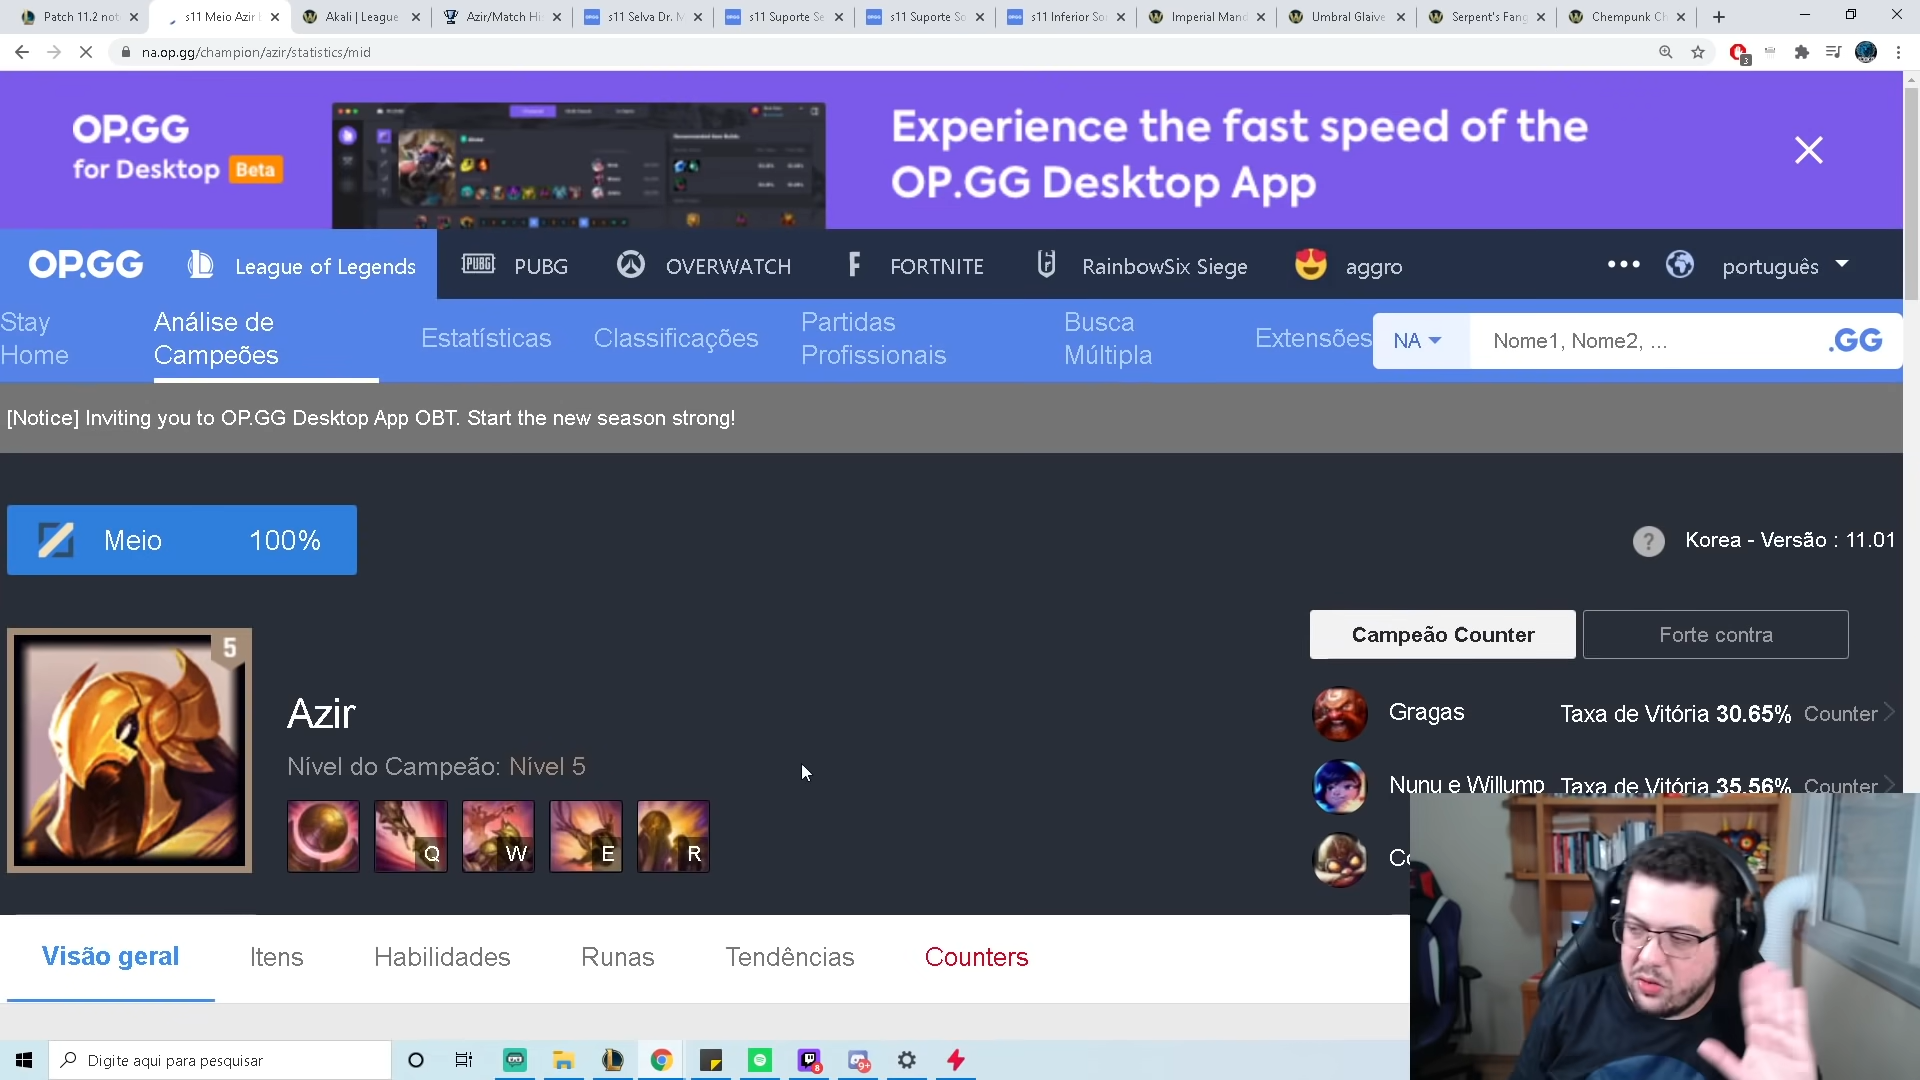 Patch 11.2 not
s11 Meio Azir
Akali | League
Azir/Match Hi
s11 Selva Dr. M
s11 Suporte Se
s11 Suporte So
s11 Inferior So
Imperial Mand
Umbral Glaive
Serpent's Fang
Chempunk Ch
na.op.gg/champion/azir/statistics/mid
3
OP.GG
for Desktop Beta
Experience the fast speed of the
OP.GG Desktop App
OP.GG
League of Legends
PUBG PUBG
OVERWATCH
FORTNITE
RainbowSix Siege
aggro
português
Stay
Home
Análise de
Campeões
Estatísticas
Classificações
Partidas
Profissionais
Busca
Múltipla
Extensões
NA
Nome1, Nome2, ...
.GG
[Notice] Inviting you to OP.GG Desktop App OBT. Start the new season strong!
Meio 100%
? Korea - Versão : 11.01
5
Azir
Nível do Campeão: Nível 5
Q W E R
Campeão Counter
Forte contra
Gragas Taxa de Vitória 30.65% Counter
Nunu e Willump Taxa de Vitória 35.56% Counter
Visão geral
Itens
Habilidades
Runas
Tendências
Counters
Digite aqui para pesquisar
8
9+